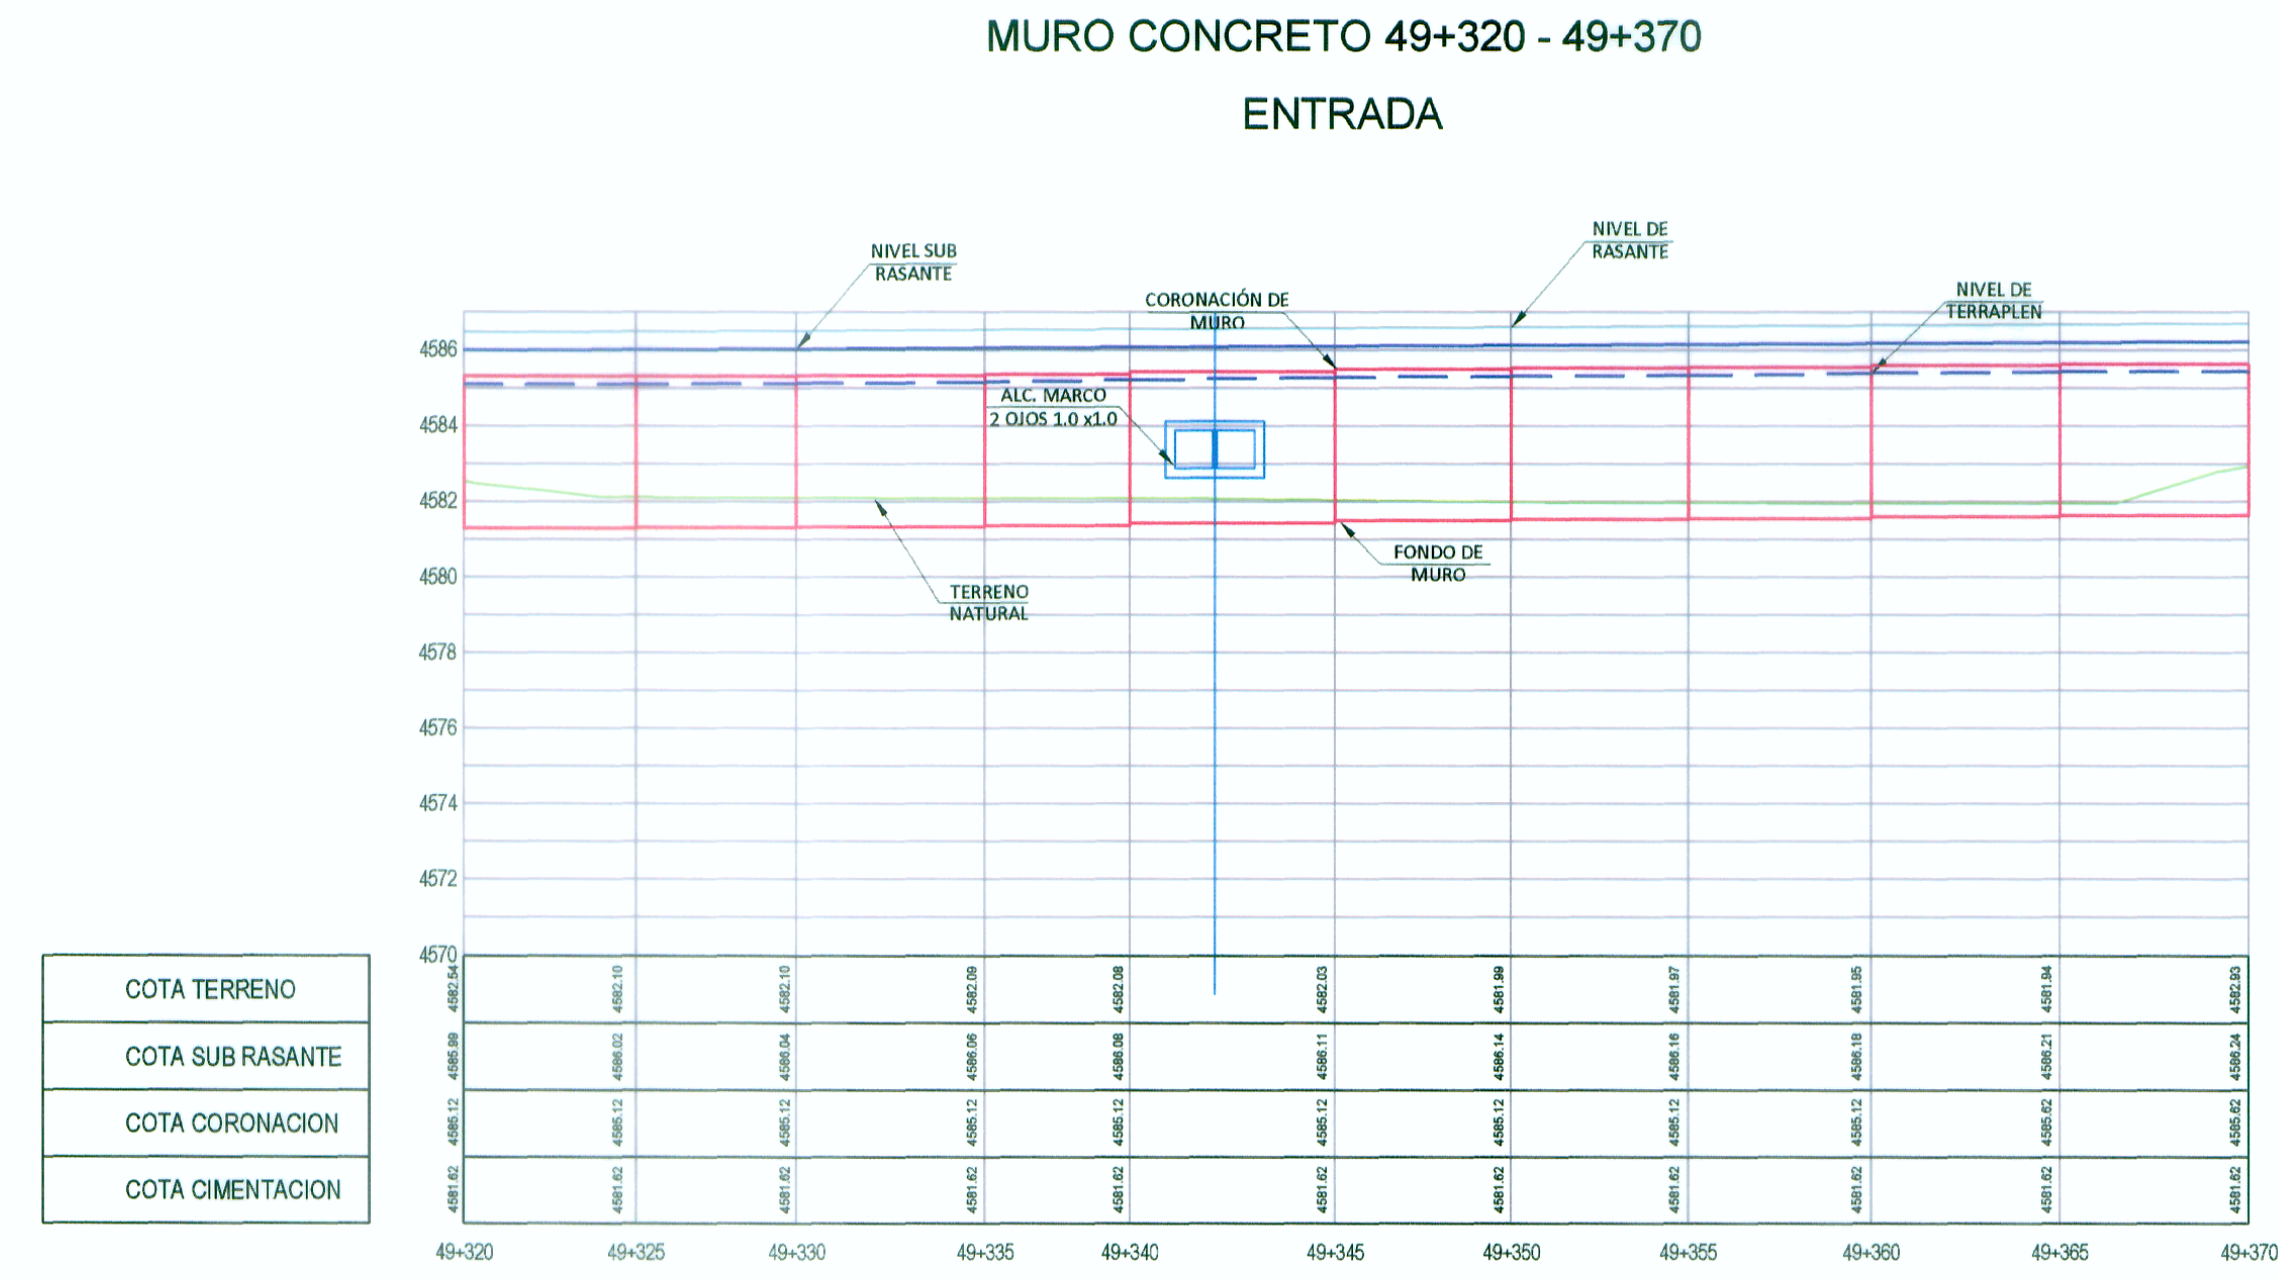 MURO CONCRETO 49+320 - 49+370
ENTRADA
NIVEL SUB
RASANTE
CORONACIÓN DE
MURO
NIVEL DE
RASANTE
NIVEL DE
TERRAPLEN
ALC. MARCO
2 OJOS 1.0 x1.0
FONDO DE
MURO
TERRENO
NATURAL
4586
4584
4582
4580
4578
4576
4574
4572
4570
COTA TERRENO
4582.54 4582.10 4582.10 4582.09 4582.08 4582.03 4581.99 4581.97 4581.95 4581.94 4582.93
COTA SUB RASANTE
4585.99 4586.02 4586.04 4586.06 4586.08 4586.11 4586.14 4586.16 4586.18 4586.21 4586.24
COTA CORONACION
4585.12 4585.12 4585.12 4585.12 4585.12 4585.12 4585.12 4585.12 4585.12 4585.62 4585.62
COTA CIMENTACION
4581.62 4581.62 4581.62 4581.62 4581.62 4581.62 4581.62 4581.62 4581.62 4581.62 4581.62
49+320 49+325 49+330 49+335 49+340 49+345 49+350 49+355 49+360 49+365 49+370